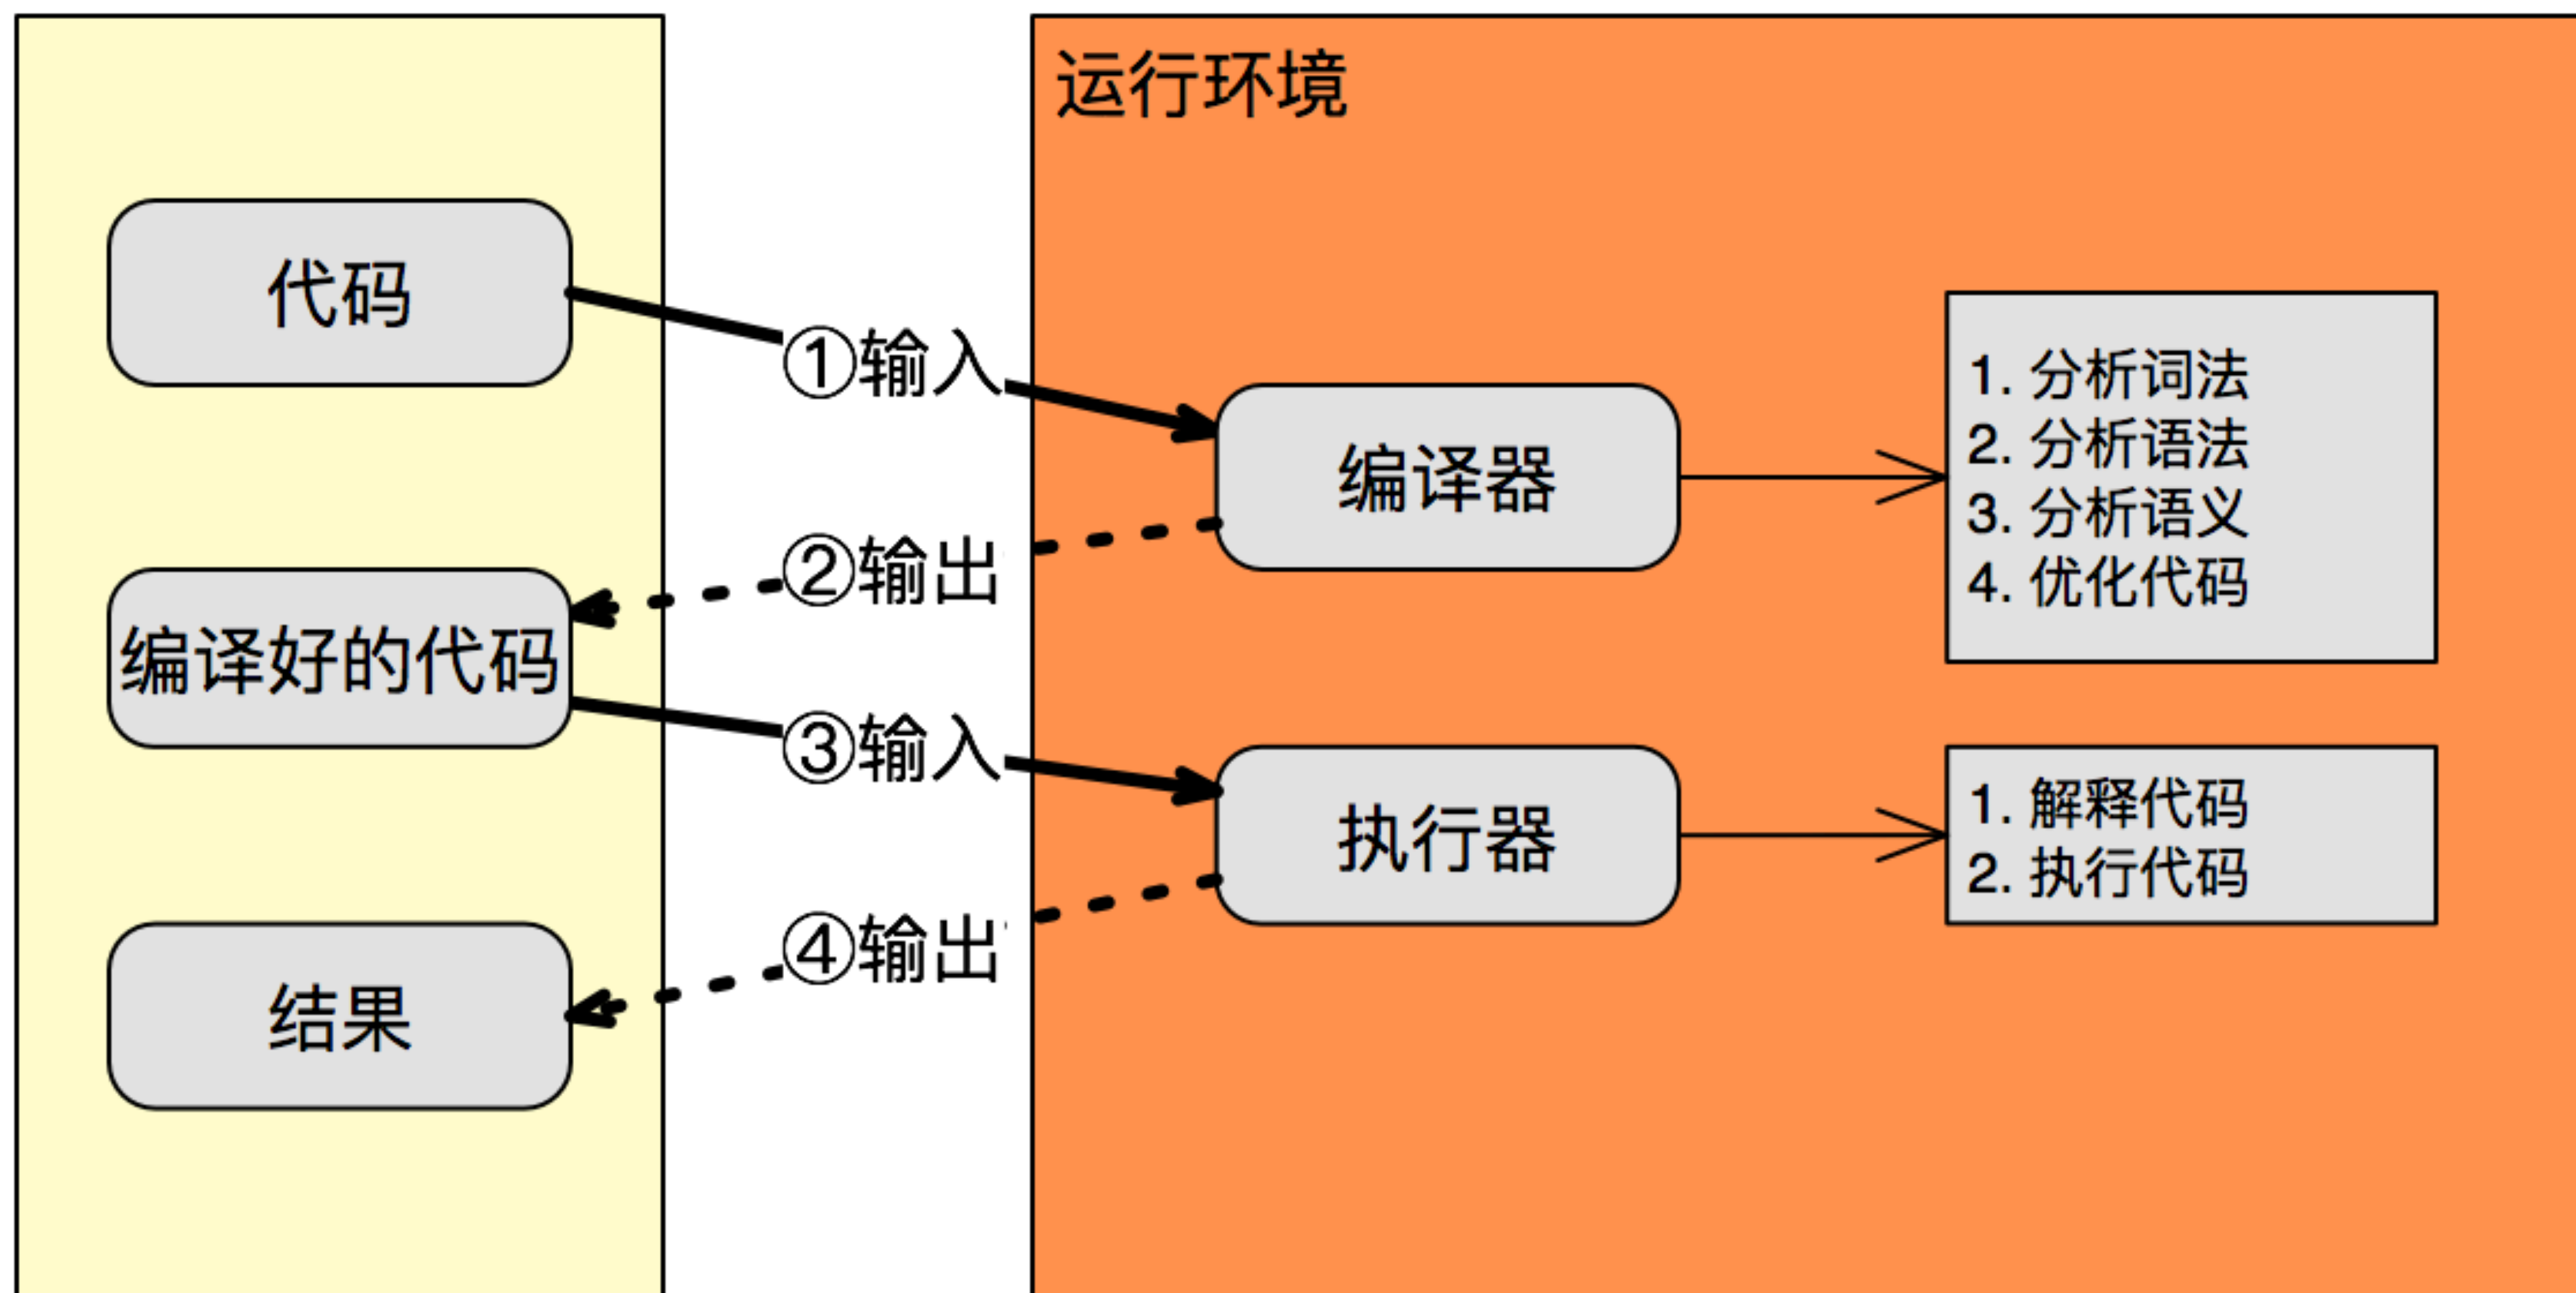 运行环境
代码
①输入
编译器
1. 分析词法
2. 分析语法
3. 分析语义
4. 优化代码
②输出
编译好的代码
③输入
执行器
1. 解释代码
2. 执行代码
④输出
结果